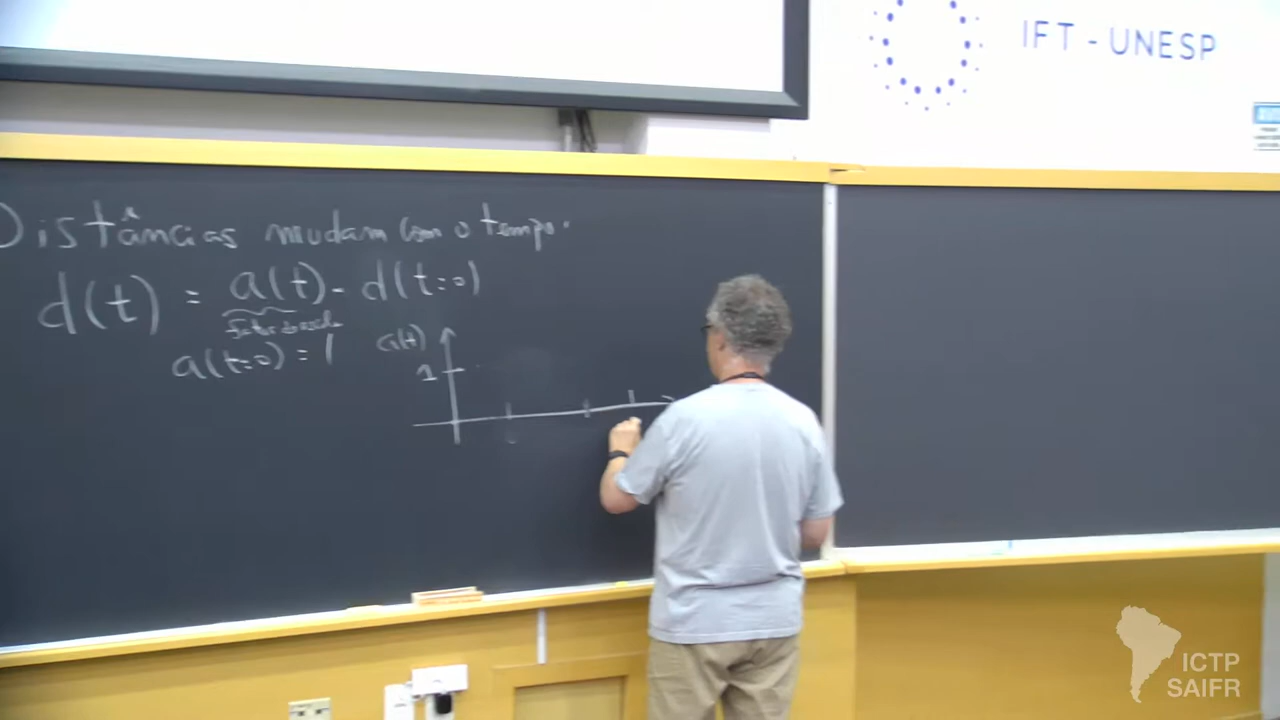 IFT - UNESP
Distâncias mudam com o tempo.
d(t) = a(t) - d(t=0)
fator de escala
a(t=0) = 1
a(t)
1
ICTP
SAIFR